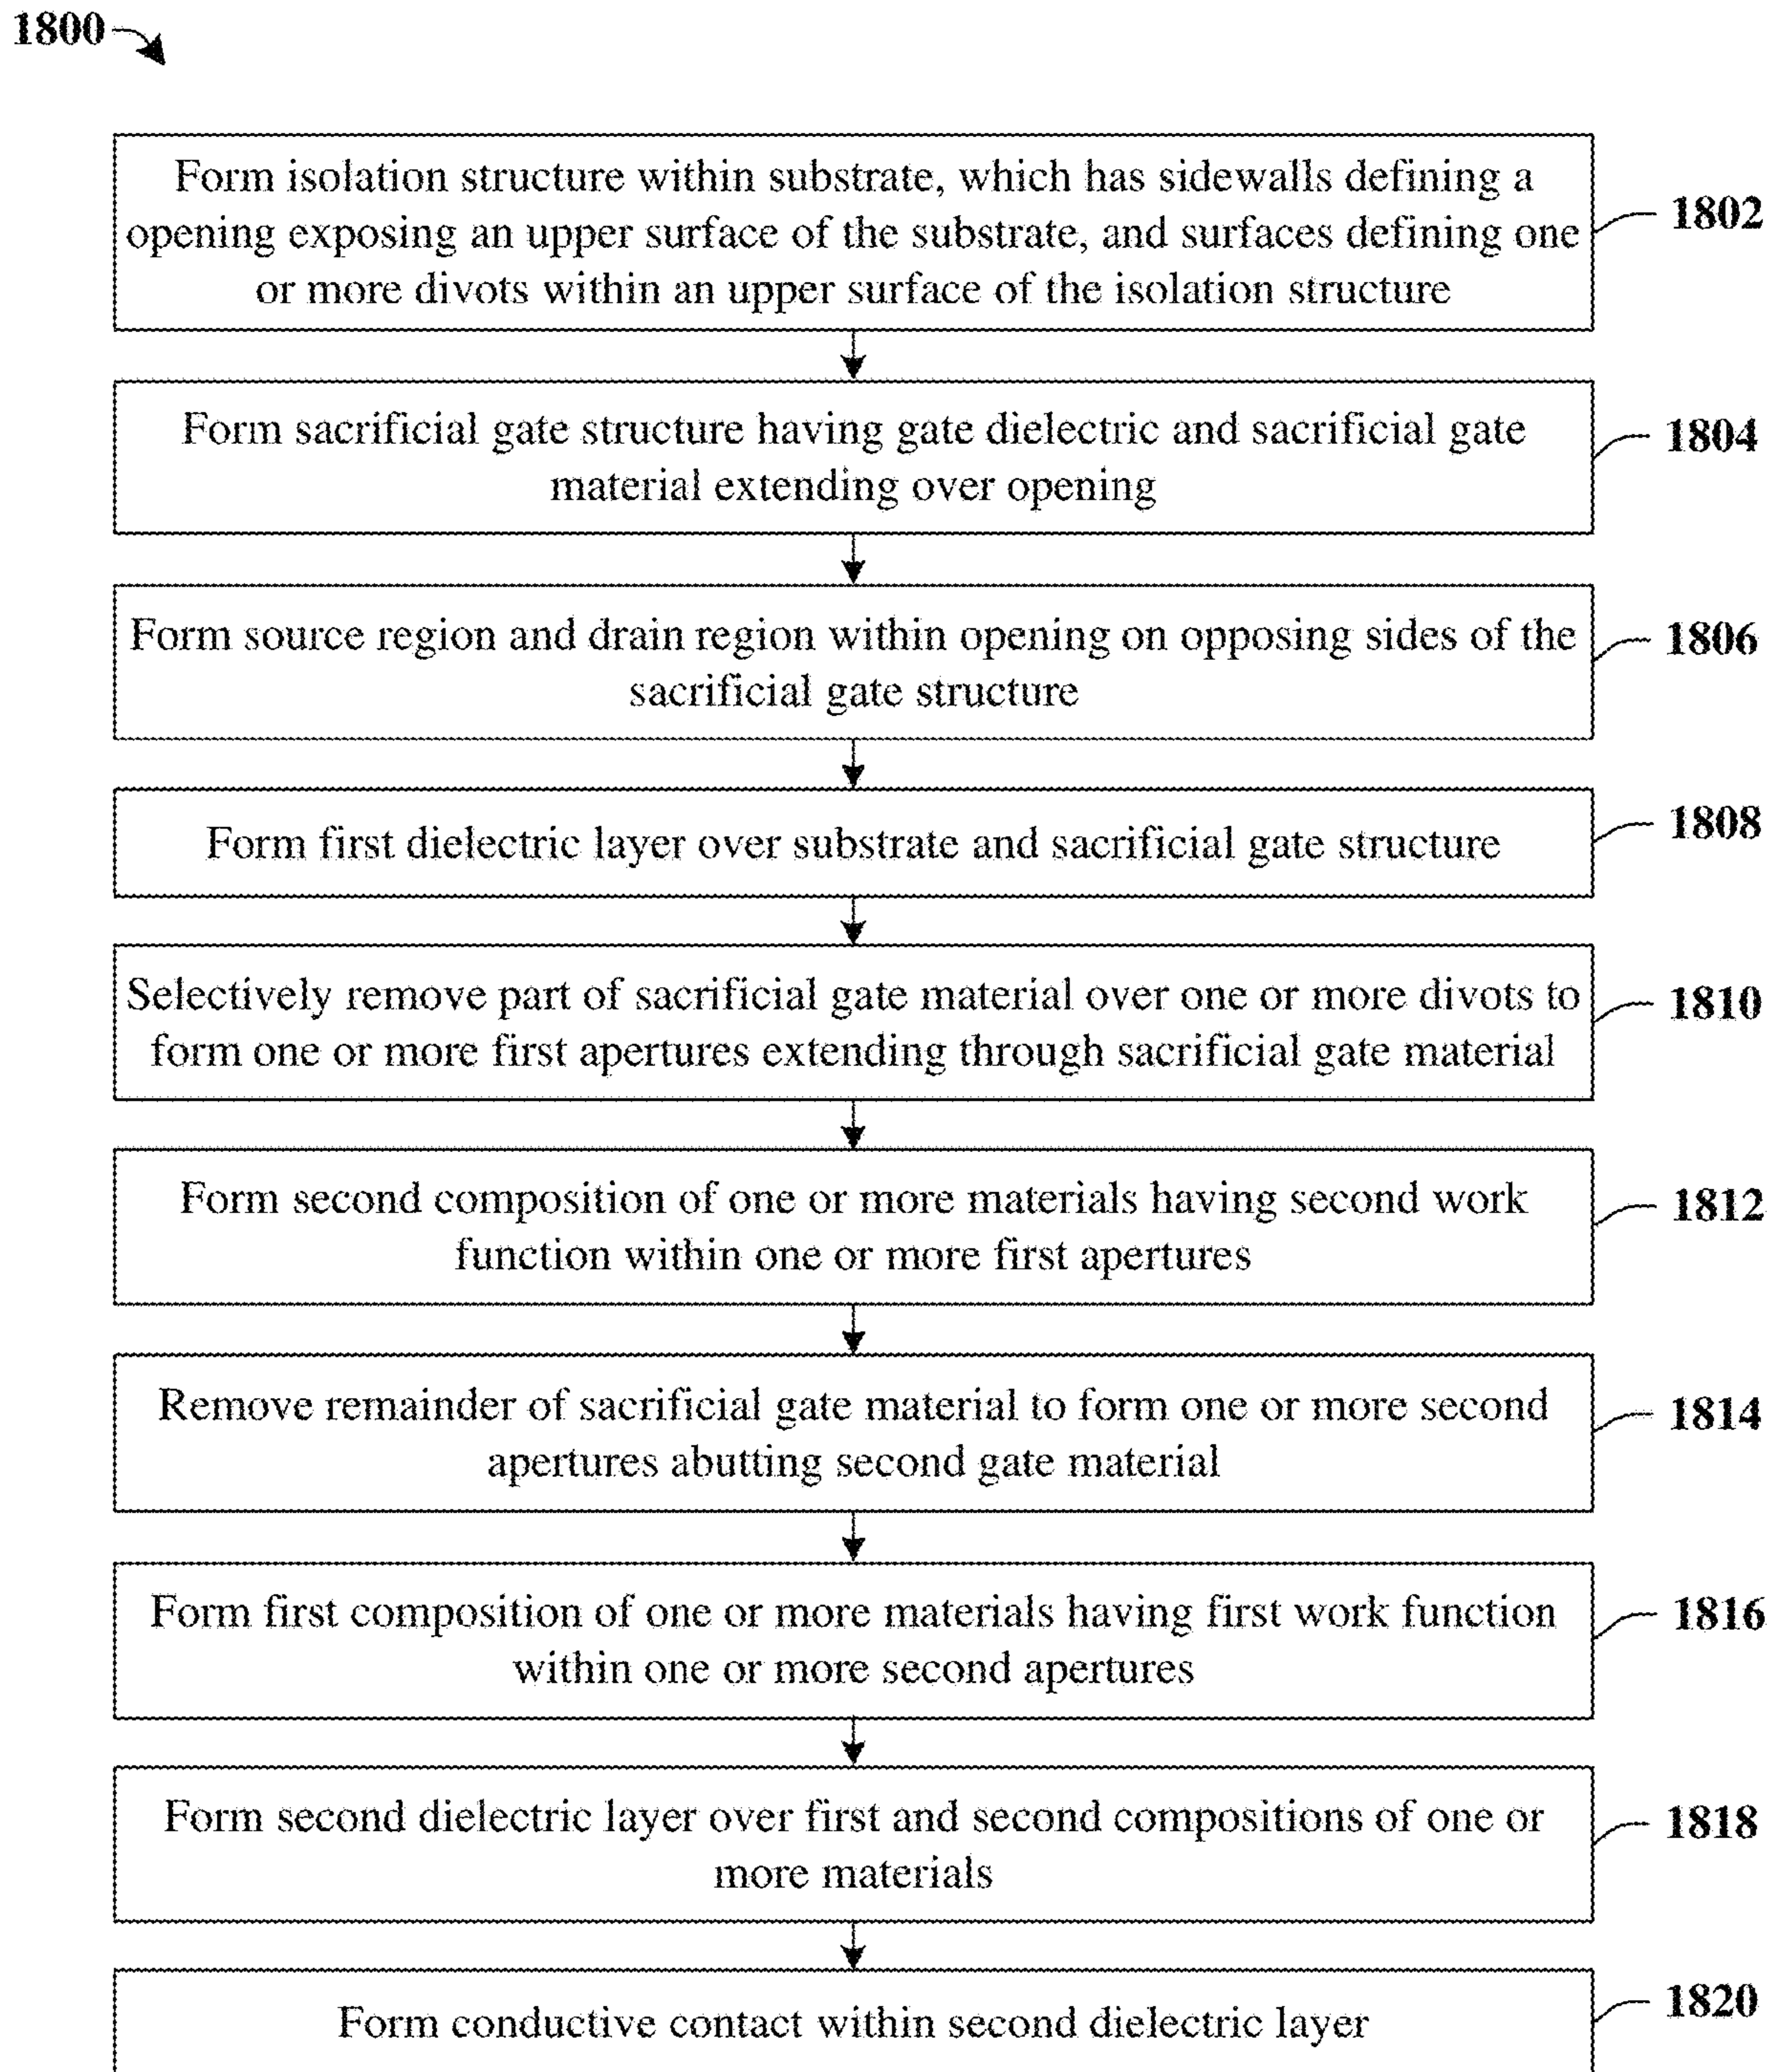 1800
Form isolation structure within substrate, which has sidewalls defining a
opening exposing an upper surface of the substrate, and surfaces defining one
or more divots within an upper surface of the isolation structure
1802
Form sacrificial gate structure having gate dielectric and sacrificial gate
material extending over opening
1804
Form source region and drain region within opening on opposing sides of the
sacrificial gate structure
1806
Form first dielectric layer over substrate and sacrificial gate structure
1808
Selectively remove part of sacrificial gate material over one or more divots to
form one or more first apertures extending through sacrificial gate material
1810
Form second composition of one or more materials having second work
function within one or more first apertures
1812
Remove remainder of sacrificial gate material to form one or more second
apertures abutting second gate material
1814
Form first composition of one or more materials having first work function
within one or more second apertures
1816
Form second dielectric layer over first and second compositions of one or
more materials
1818
Form conductive contact within second dielectric layer
1820